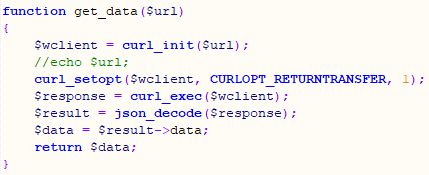 function get_data($url)
{
    $wclient = curl_init($url);
    //echo $url;
    curl_setopt($wclient, CURLOPT_RETURNTRANSFER, 1);
    $response = curl_exec($wclient);
    $result = json_decode($response);
    $data = $result->data;
    return $data;
}